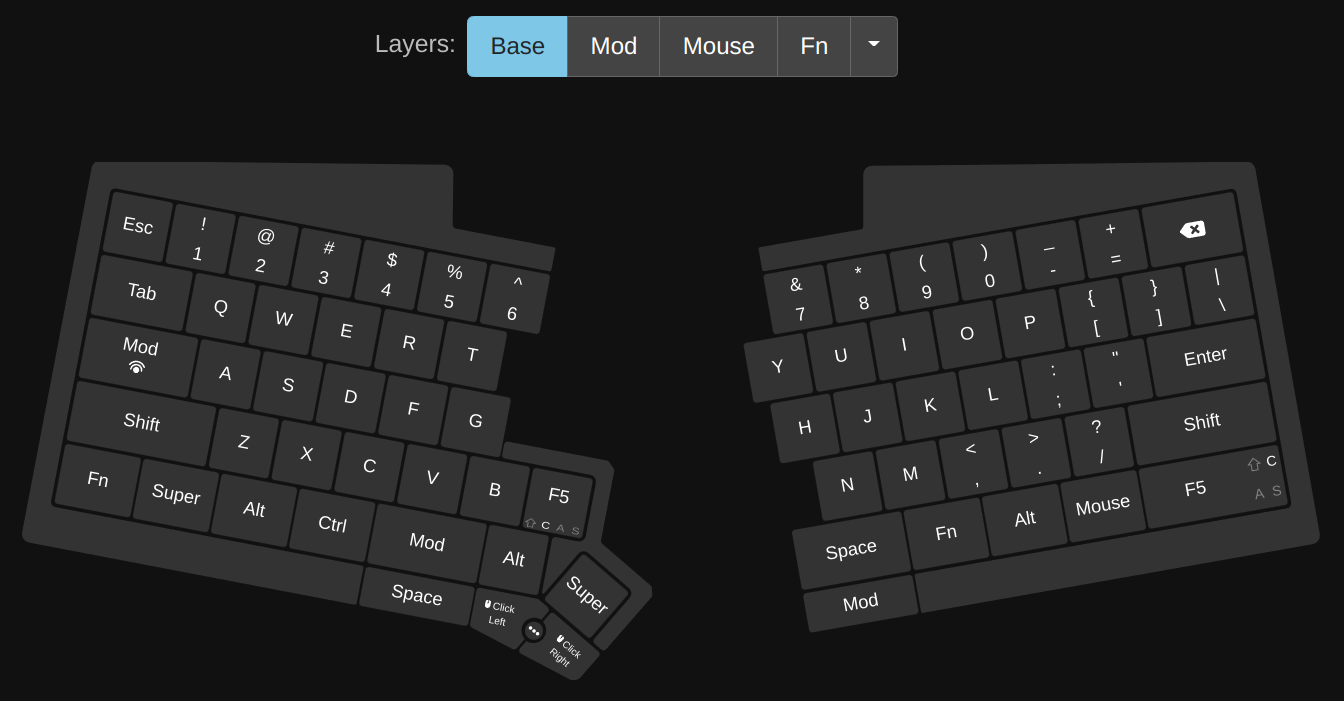 Layers: Base Mod Mouse Fn
Esc ! 1 @ 2 # 3 $ 4 % 5 ^ 6
Tab Q W E R T
Mod A S D F G
Shift Z X C V B F5 C A S
Fn Super Alt Ctrl Mod Alt Super
Space Click Left Click Right
& 7 * 8 ( 9 ) 0 _ - + =
Y U I O P { [ } ] | \
H J K L : ; " ' Enter
N M < , > . ? / Shift
Space Fn Alt Mouse F5 C A S
Mod